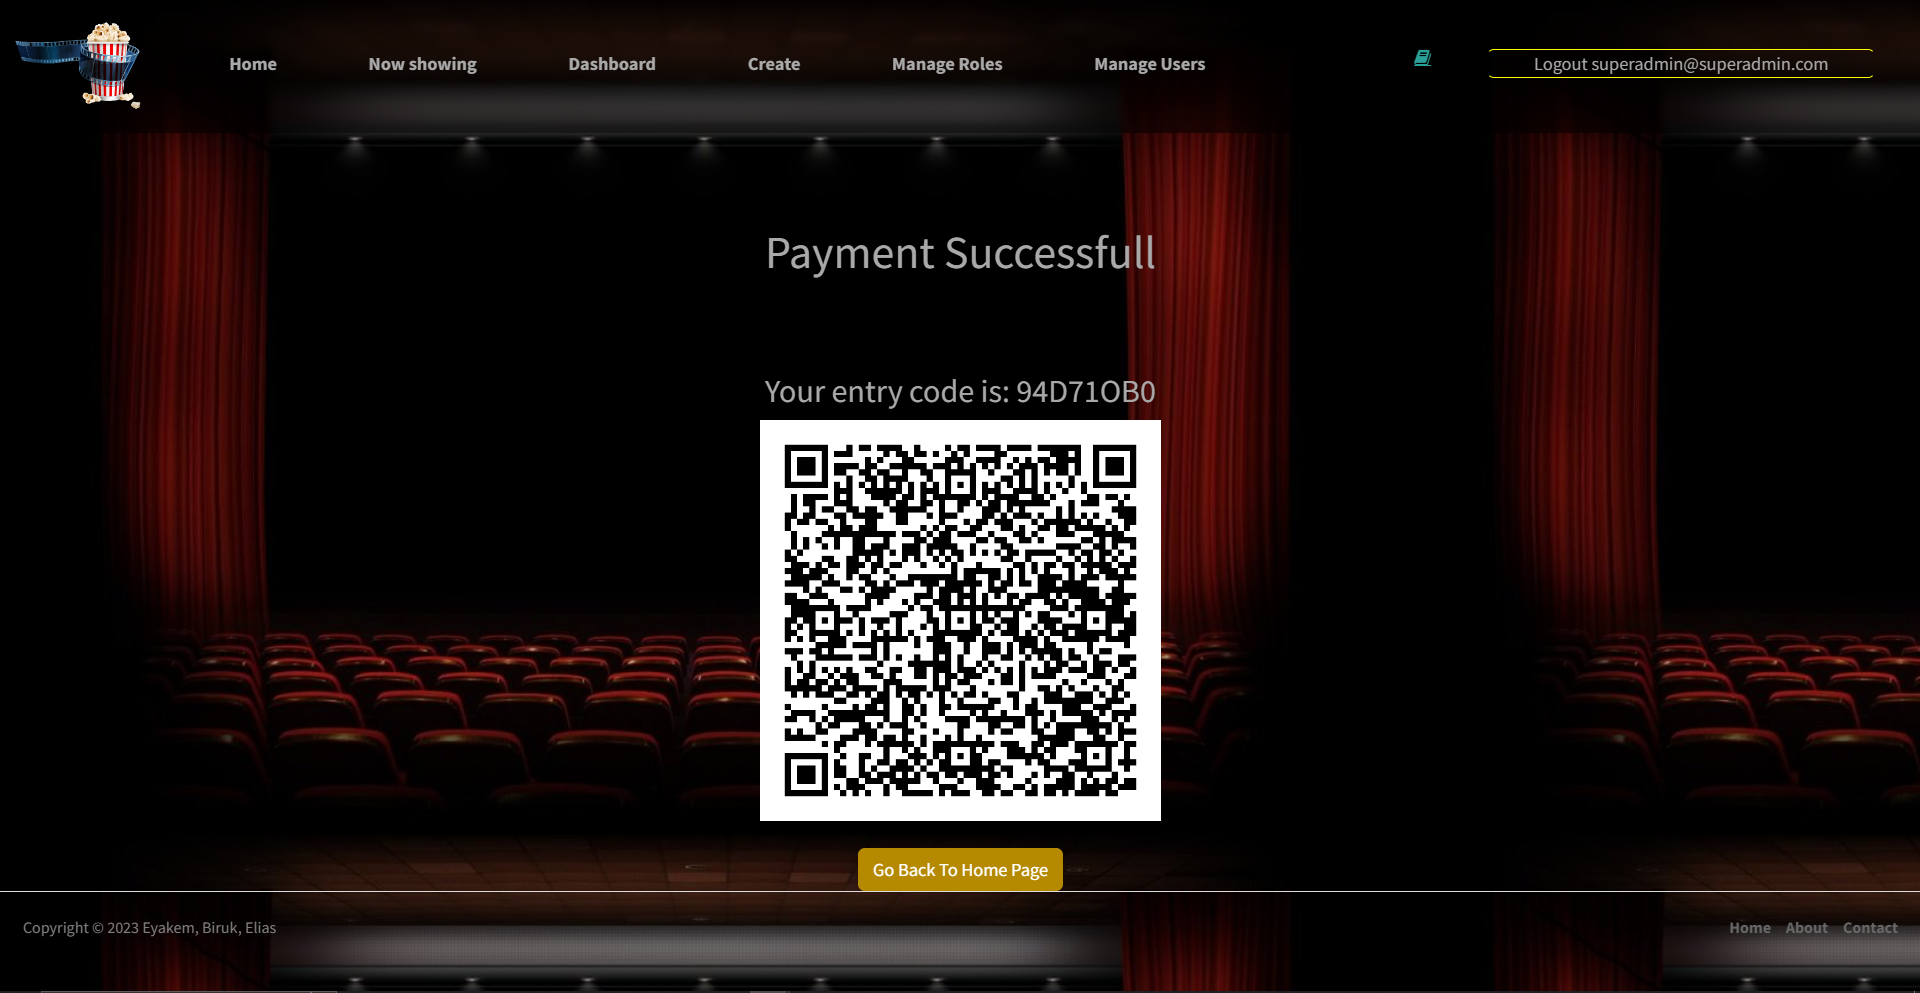 Home
Now showing
Dashboard
Create
Manage Roles
Manage Users
Logout superadmin@superadmin.com
Payment Successfull
Your entry code is: 94D71OB0
Go Back To Home Page
Copyright © 2023 Eyakem, Biruk, Elias
Home About Contact